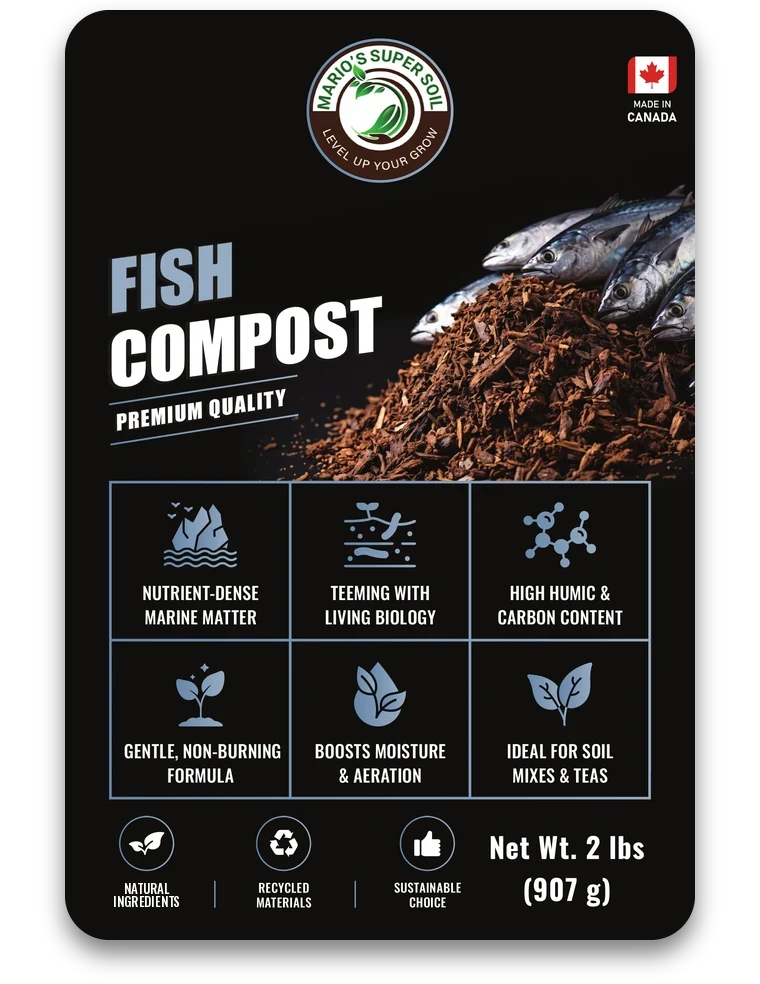 MARIO'S SUPER SOIL
LEVEL UP YOUR GROW
MADE IN
CANADA
FISH
COMPOST
PREMIUM QUALITY
NUTRIENT-DENSE
MARINE MATTER
TEEMING WITH
LIVING BIOLOGY
HIGH HUMIC &
CARBON CONTENT
GENTLE, NON-BURNING
FORMULA
BOOSTS MOISTURE
& AERATION
IDEAL FOR SOIL
MIXES & TEAS
NATURAL
INGREDIENTS
RECYCLED
MATERIALS
SUSTAINABLE
CHOICE
Net Wt. 2 lbs
(907 g)